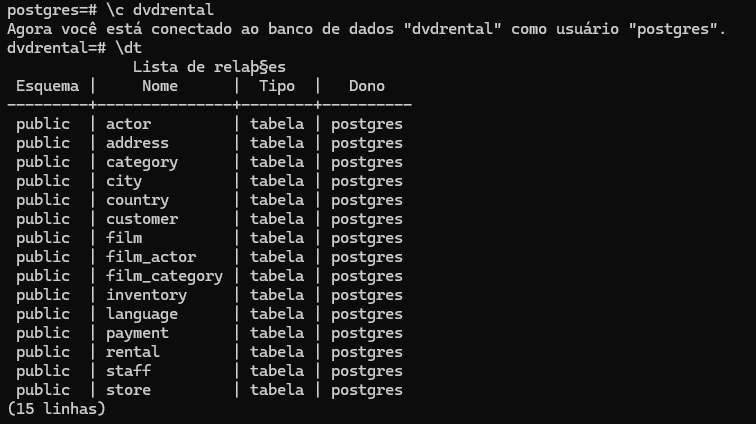 postgres=# \c dvdrental
Agora você está conectado ao banco de dados "dvdrental" como usuário "postgres".
dvdrental=# \dt
              Lista de relaþ§es
 Esquema |     Nome      |  Tipo  |   Dono
---------+---------------+--------+----------
 public  | actor         | tabela | postgres
 public  | address       | tabela | postgres
 public  | category      | tabela | postgres
 public  | city          | tabela | postgres
 public  | country       | tabela | postgres
 public  | customer      | tabela | postgres
 public  | film          | tabela | postgres
 public  | film_actor    | tabela | postgres
 public  | film_category | tabela | postgres
 public  | inventory     | tabela | postgres
 public  | language      | tabela | postgres
 public  | payment       | tabela | postgres
 public  | rental        | tabela | postgres
 public  | staff         | tabela | postgres
 public  | store         | tabela | postgres
(15 linhas)